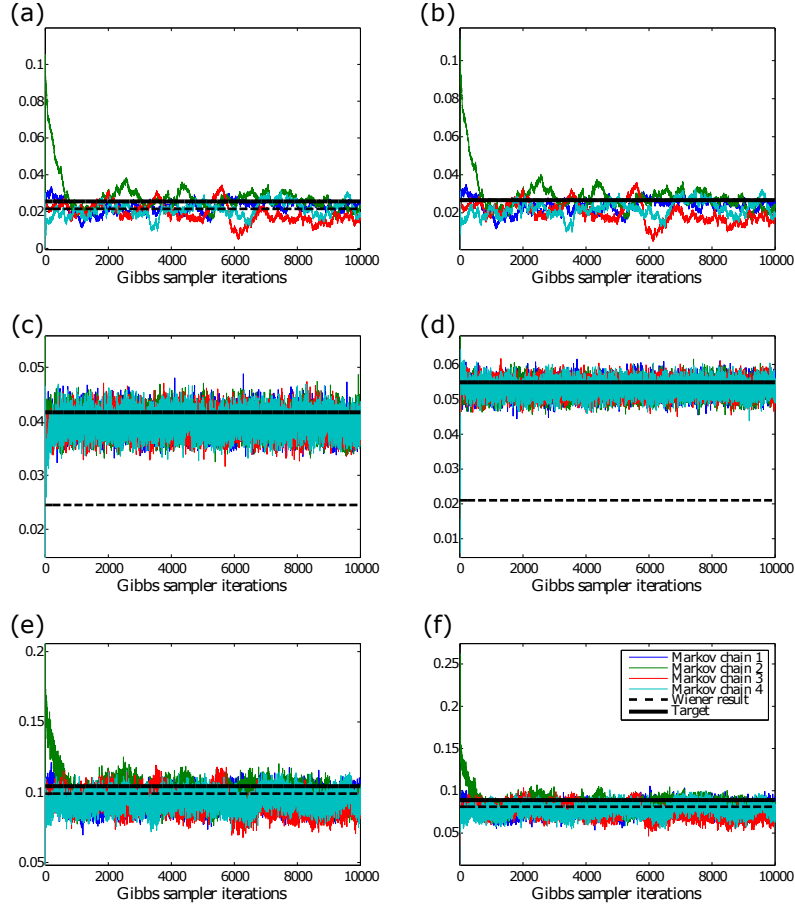 (a)
(b)
0.1
0.08
0.06
0.04
0.02
0
0 2000 4000 6000 8000 10000
Gibbs sampler iterations
0.1
0.08
0.06
0.04
0.02
0 2000 4000 6000 8000 10000
Gibbs sampler iterations
(c)
(d)
0.05
0.04
0.03
0.02
0 2000 4000 6000 8000 10000
Gibbs sampler iterations
0.06
0.05
0.04
0.03
0.02
0.01
0 2000 4000 6000 8000 10000
Gibbs sampler iterations
(e)
(f)
0.2
0.15
0.1
0.05
0 2000 4000 6000 8000 10000
Gibbs sampler iterations
0.25
0.2
0.15
0.1
0.05
0 2000 4000 6000 8000 10000
Gibbs sampler iterations
Markov chain 1
Markov chain 2
Markov chain 3
Markov chain 4
Wiener result
Target